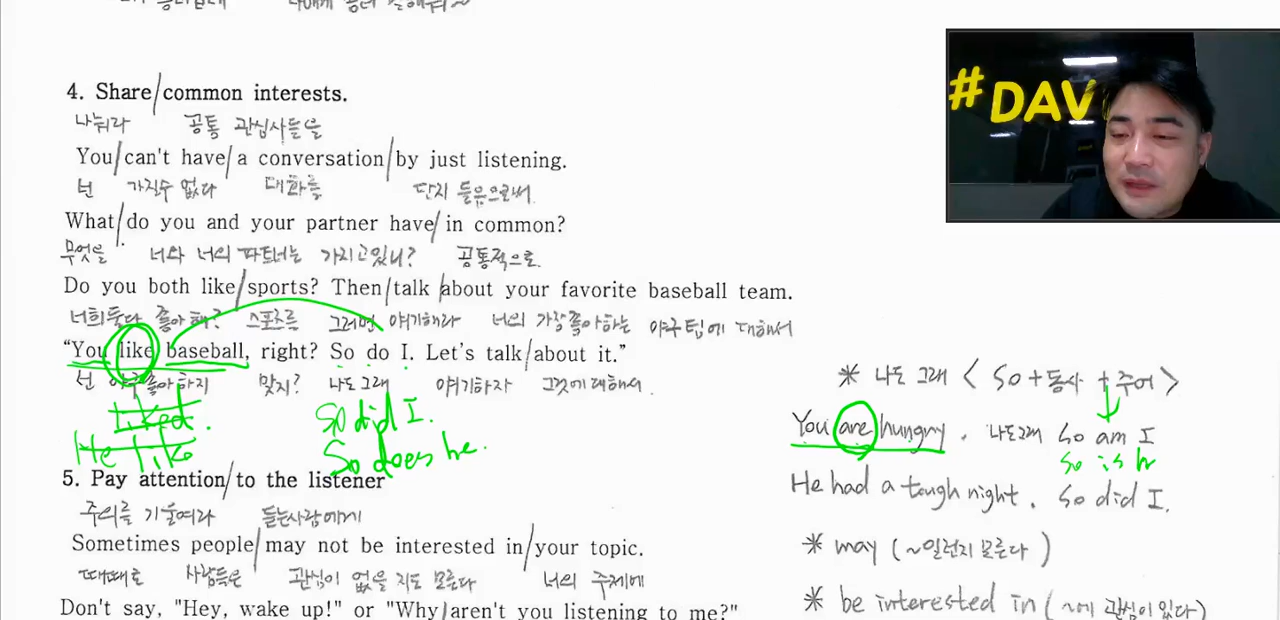 #DAV
4. Share/common interests.
나눠라 공통 관심사들을
You/can't have/a conversation/by just listening.
넌 가질수 없다 대화를 단지 들음으로써.
What/do you and your partner have/in common?
무엇을 너와 너의 파트너는 가지고있니? 공통적으로.
Do you both like/sports? Then/talk/about your favorite baseball team.
너희둘다 좋아해? 스포츠를 그러면 얘기해라 너의 가장좋아하는 야구팀에 대해서
"You like baseball, right? So do I. Let's talk/about it."
넌 야구좋아하지 맞지? 나도그래 얘기하자 그것에대해서.
liked. So did I.
He like So does he.
* 나도 그래 < So + 동사 + 주어 >
You are hungry. 나도그래 So am I
So is h
He had a tough night. So did I.
5. Pay attention/to the listener
주의를 기울여라 듣는사람에게
Sometimes people/may not be interested in/your topic.
때때로 사람들은 관심이 없을 지도 모른다 너의 주제에
* may (~일런지 모른다)
* be interested in (~에 관심이 있다)
Don't say, "Hey, wake up!" or "Why/aren't you listening to me?"